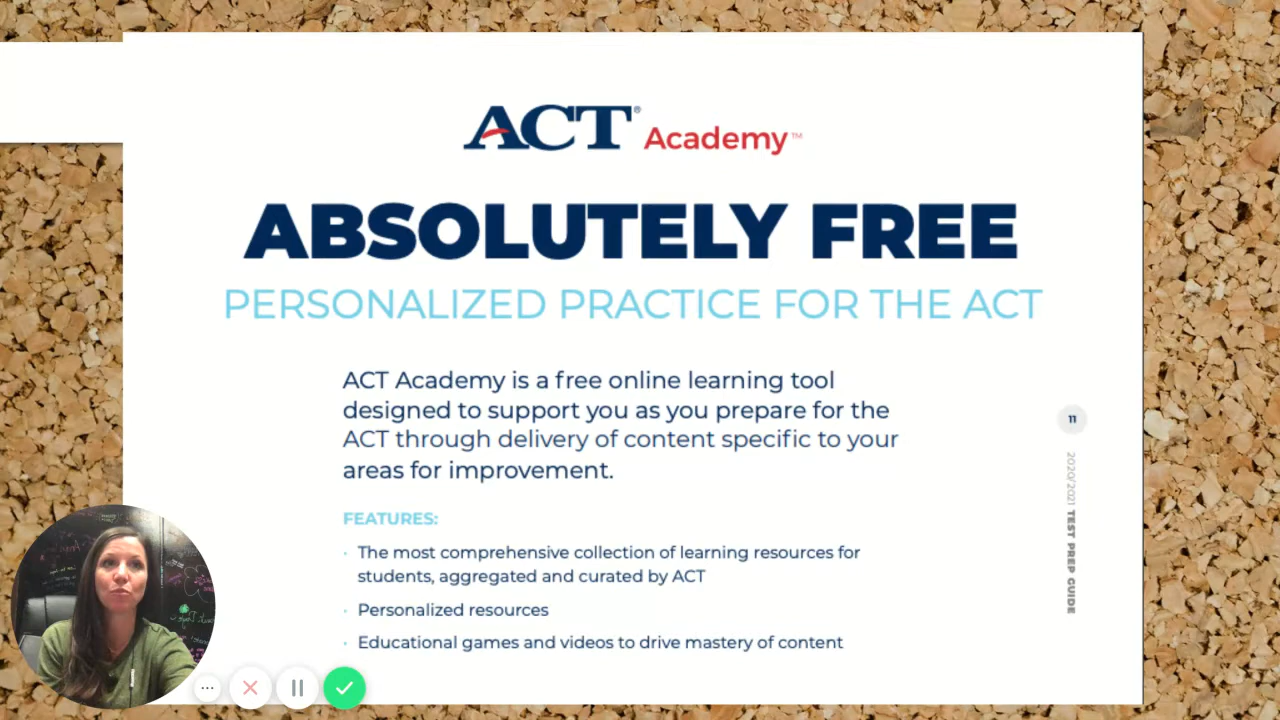 ACT® Academy™
ABSOLUTELY FREE
PERSONALIZED PRACTICE FOR THE ACT
ACT Academy is a free online learning tool
designed to support you as you prepare for the
ACT through delivery of content specific to your
areas for improvement.
FEATURES:
· The most comprehensive collection of learning resources for
students, aggregated and curated by ACT
· Personalized resources
· Educational games and videos to drive mastery of content
11
2020/2021 TEST PREP GUIDE